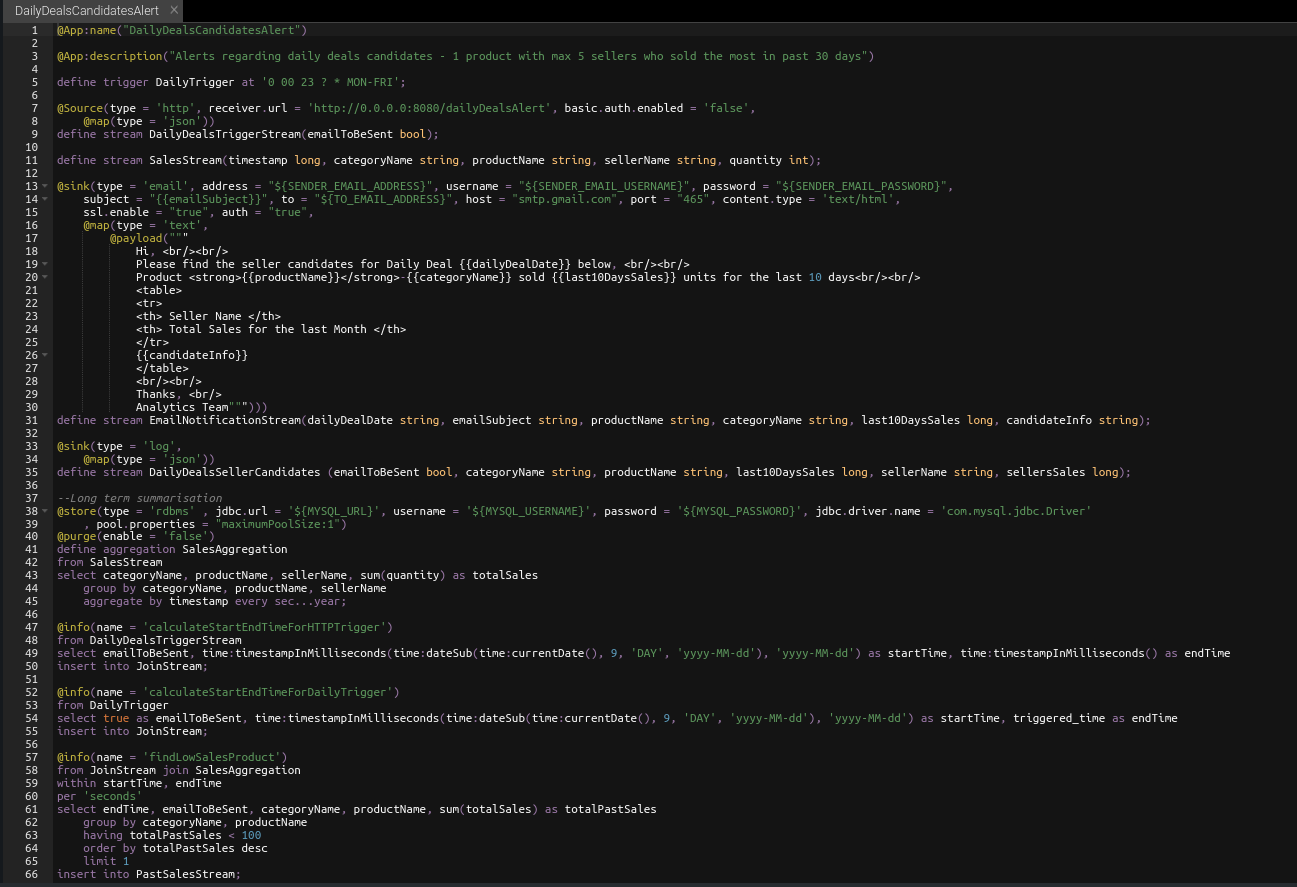 DailyDealsCandidatesAlert ×
1 @App:name("DailyDealsCandidatesAlert")
2
3 @App:description("Alerts regarding daily deals candidates - 1 product with max 5 sellers who sold the most in past 30 days")
4
5 define trigger DailyTrigger at '0 00 23 ? * MON-FRI';
6
7 @Source(type = 'http', receiver.url = 'http://0.0.0.0:8080/dailyDealsAlert', basic.auth.enabled = 'false',
8     @map(type = 'json'))
9 define stream DailyDealsTriggerStream(emailToBeSent bool);
10
11 define stream SalesStream(timestamp long, categoryName string, productName string, sellerName string, quantity int);
12
13 @sink(type = 'email', address = "${SENDER_EMAIL_ADDRESS}", username = "${SENDER_EMAIL_USERNAME}", password = "${SENDER_EMAIL_PASSWORD}",
14     subject = "{{emailSubject}}", to = "${TO_EMAIL_ADDRESS}", host = "smtp.gmail.com", port = "465", content.type = 'text/html',
15     ssl.enable = "true", auth = "true",
16     @map(type = 'text',
17         @payload("""
18             Hi, <br/><br/>
19             Please find the seller candidates for Daily Deal {{dailyDealDate}} below, <br/><br/>
20             Product <strong>{{productName}}</strong>-{{categoryName}} sold {{last10DaysSales}} units for the last 10 days<br/><br/>
21             <table>
22             <tr>
23             <th> Seller Name </th>
24             <th> Total Sales for the last Month </th>
25             </tr>
26             {{candidateInfo}}
27             </table>
28             <br/><br/>
29             Thanks, <br/>
30             Analytics Team""")))
31 define stream EmailNotificationStream(dailyDealDate string, emailSubject string, productName string, categoryName string, last10DaysSales long, candidateInfo string);
32
33 @sink(type = 'log',
34     @map(type = 'json'))
35 define stream DailyDealsSellerCandidates (emailToBeSent bool, categoryName string, productName string, last10DaysSales long, sellerName string, sellersSales long);
36
37 --Long term summarisation
38 @store(type = 'rdbms' , jdbc.url = '${MYSQL_URL}', username = '${MYSQL_USERNAME}', password = '${MYSQL_PASSWORD}', jdbc.driver.name = 'com.mysql.jdbc.Driver'
39     , pool.properties = "maximumPoolSize:1")
40 @purge(enable = 'false')
41 define aggregation SalesAggregation
42 from SalesStream
43 select categoryName, productName, sellerName, sum(quantity) as totalSales
44     group by categoryName, productName, sellerName
45     aggregate by timestamp every sec...year;
46
47 @info(name = 'calculateStartEndTimeForHTTPTrigger')
48 from DailyDealsTriggerStream
49 select emailToBeSent, time:timestampInMilliseconds(time:dateSub(time:currentDate(), 9, 'DAY', 'yyyy-MM-dd'), 'yyyy-MM-dd') as startTime, time:timestampInMilliseconds() as endTime
50 insert into JoinStream;
51
52 @info(name = 'calculateStartEndTimeForDailyTrigger')
53 from DailyTrigger
54 select true as emailToBeSent, time:timestampInMilliseconds(time:dateSub(time:currentDate(), 9, 'DAY', 'yyyy-MM-dd'), 'yyyy-MM-dd') as startTime, triggered_time as endTime
55 insert into JoinStream;
56
57 @info(name = 'findLowSalesProduct')
58 from JoinStream join SalesAggregation
59 within startTime, endTime
60 per 'seconds'
61 select endTime, emailToBeSent, categoryName, productName, sum(totalSales) as totalPastSales
62     group by categoryName, productName
63     having totalPastSales < 100
64     order by totalPastSales desc
65     limit 1
66 insert into PastSalesStream;